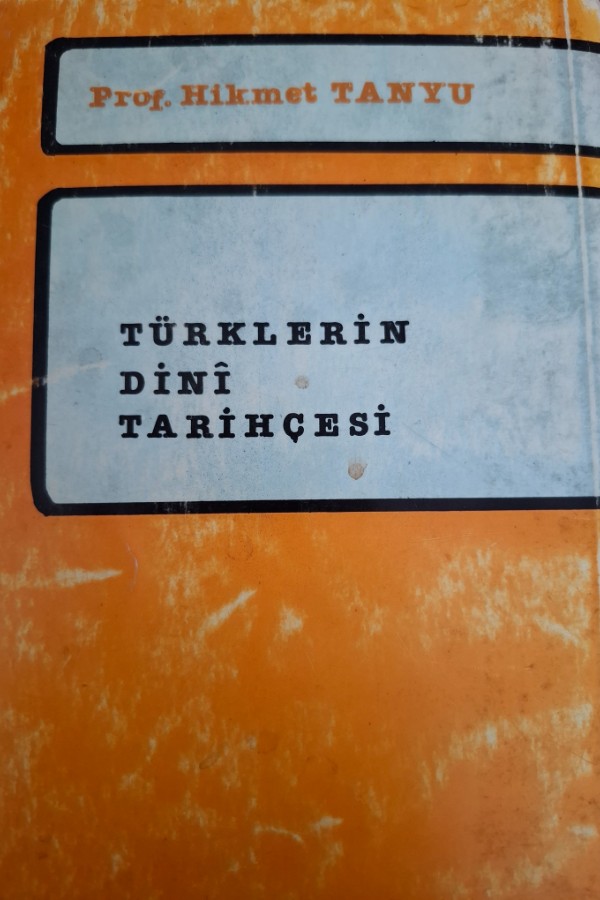 Prof. Hikmet TANYU
TÜRKLERİN
DİNÎ
TARİHÇESİ